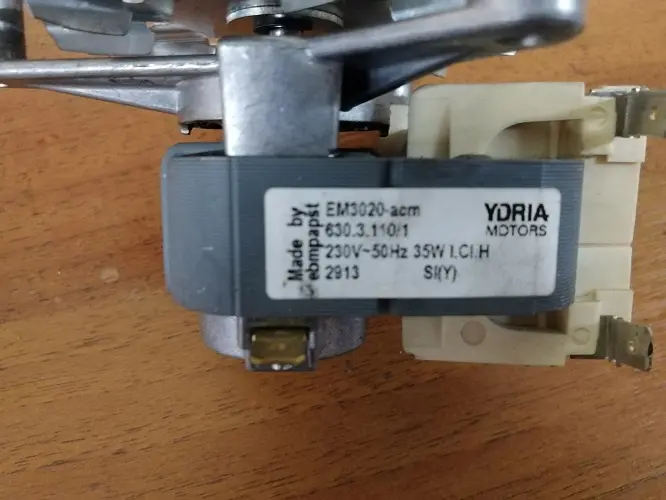 Made by
ebmpapst
EM3020-acm
630.3.110/1
230V~50Hz 35W I.Cl.H
2913 SI(Y)
YDRIA
MOTORS